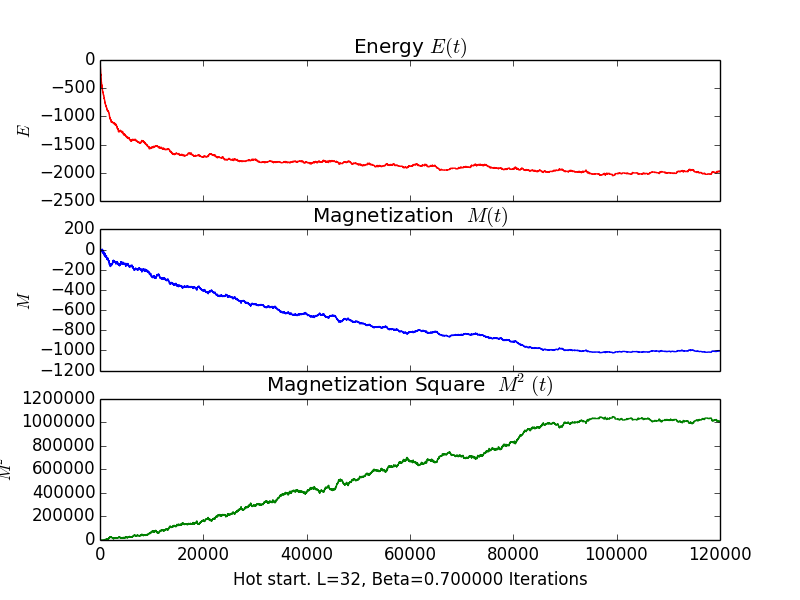 Energy E(t)
0
−500
−1000
−1500
−2000
−2500
E
Magnetization M(t)
200
0
−200
−400
−600
−800
−1000
−1200
M
Magnetization Square M² (t)
1200000
1000000
800000
600000
400000
200000
0
M²
0 20000 40000 60000 80000 100000 120000
Hot start. L=32, Beta=0.700000 Iterations